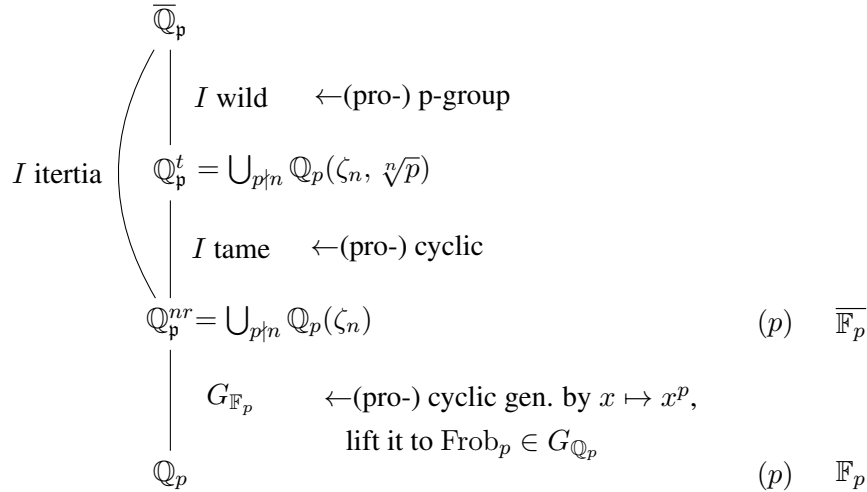 $\overline{\mathbb{Q}}_{\mathfrak{p}}$
$I$ wild ←(pro-) p-group
$I$ itertia
$\mathbb{Q}_{\mathfrak{p}}^{t} = \bigcup_{p \nmid n} \mathbb{Q}_p(\zeta_n, \sqrt[n]{p})$
$I$ tame ←(pro-) cyclic
$\mathbb{Q}_{\mathfrak{p}}^{nr} = \bigcup_{p \nmid n} \mathbb{Q}_p(\zeta_n)$ $(p)$ $\overline{\mathbb{F}_p}$
$G_{\mathbb{F}_p}$ ←(pro-) cyclic gen. by $x \mapsto x^p$,
lift it to $\mathrm{Frob}_p \in G_{\mathbb{Q}_p}$
$\mathbb{Q}_p$ $(p)$ $\mathbb{F}_p$